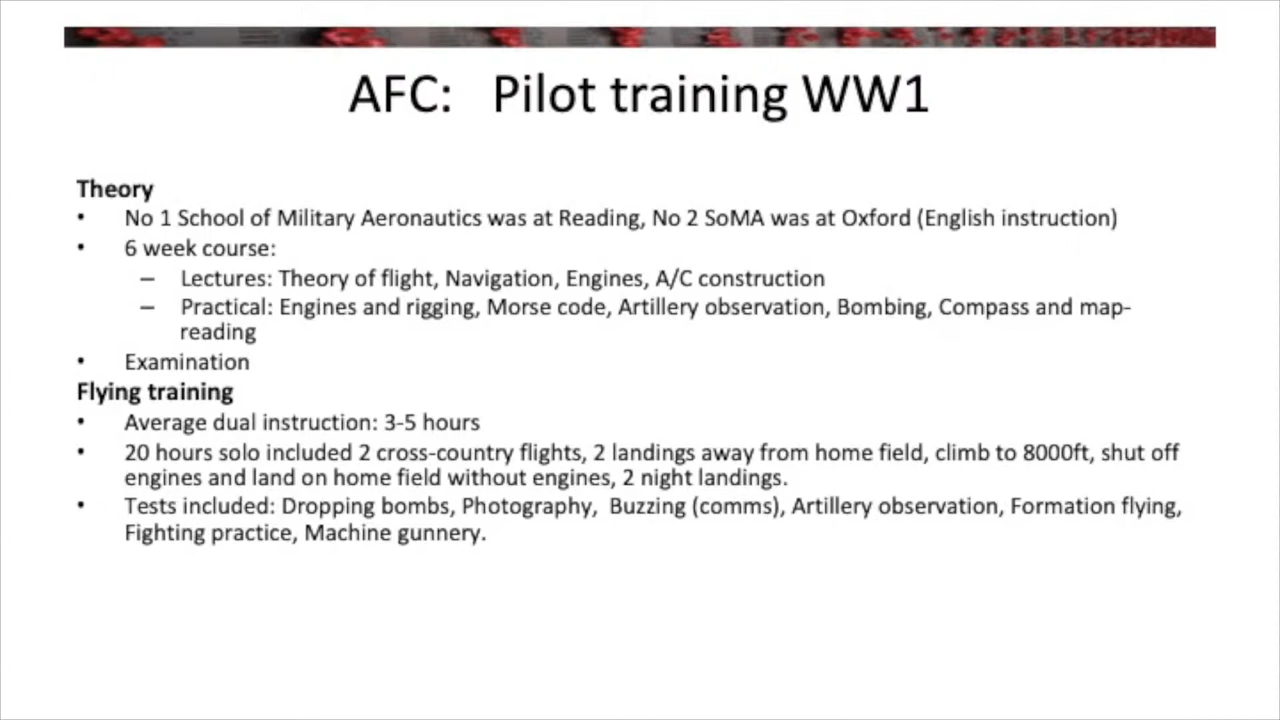 AFC:   Pilot training WW1
Theory
• No 1 School of Military Aeronautics was at Reading, No 2 SoMA was at Oxford (English instruction)
• 6 week course:
– Lectures: Theory of flight, Navigation, Engines, A/C construction
– Practical: Engines and rigging, Morse code, Artillery observation, Bombing, Compass and map-
reading
• Examination
Flying training
• Average dual instruction: 3-5 hours
• 20 hours solo included 2 cross-country flights, 2 landings away from home field, climb to 8000ft, shut off
engines and land on home field without engines, 2 night landings.
• Tests included: Dropping bombs, Photography,  Buzzing (comms), Artillery observation, Formation flying,
Fighting practice, Machine gunnery.